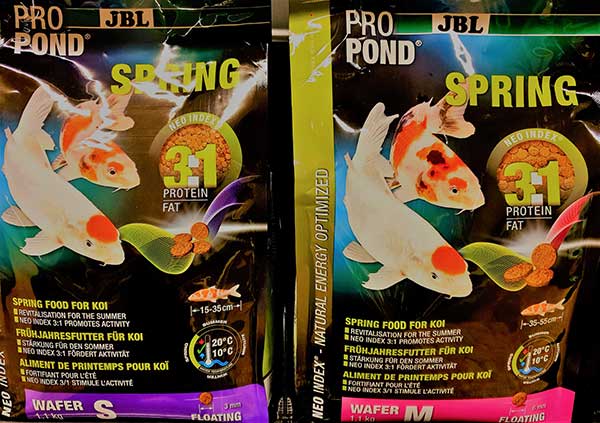 PRO
POND®
JBL
SPRING
NEO INDEX
3:1
PROTEIN
FAT
SPRING FOOD FOR KOI
REVITALISATION FOR THE SUMMER
NEO INDEX 3:1 PROMOTES ACTIVITY
FRÜHJAHRSFUTTER FÜR KOI
STÄRKUNG FÜR DEN SOMMER
NEO INDEX 3:1 FÖRDERT AKTIVITÄT
ALIMENT DE PRINTEMPS POUR KOÏ
FORTIFIANT POUR L'ÉTÉ
NEO INDEX 3/1 STIMULE L'ACTIVITÉ
15-35cm
SUMMER
SPRING
20°C
10°C
NEO INDEX
WAFER S
1.1 kg
3 mm
FLOATING
NEO INDEX - NATURAL ENERGY OPTIMIZED
PRO
POND®
JBL
SPRING
NEO INDEX
3:1
PROTEIN
FAT
SPRING FOOD FOR KOI
REVITALISATION FOR THE SUMMER
NEO INDEX 3:1 PROMOTES ACTIVITY
FRÜHJAHRSFUTTER FÜR KOI
STÄRKUNG FÜR DEN SOMMER
NEO INDEX 3:1 FÖRDERT AKTIVITÄT
ALIMENT DE PRINTEMPS POUR KOÏ
FORTIFIANT POUR L'ÉTÉ
NEO INDEX 3/1 STIMULE L'ACTIVITÉ
35-55cm
20°C
10°C
WAFER M
1.1 kg
FLOATING